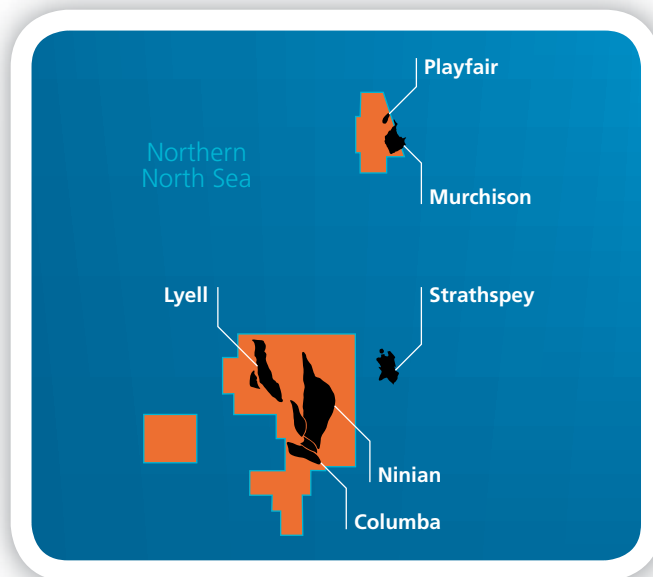 Playfair
Northern
North Sea
Murchison
Lyell
Strathspey
Ninian
Columba